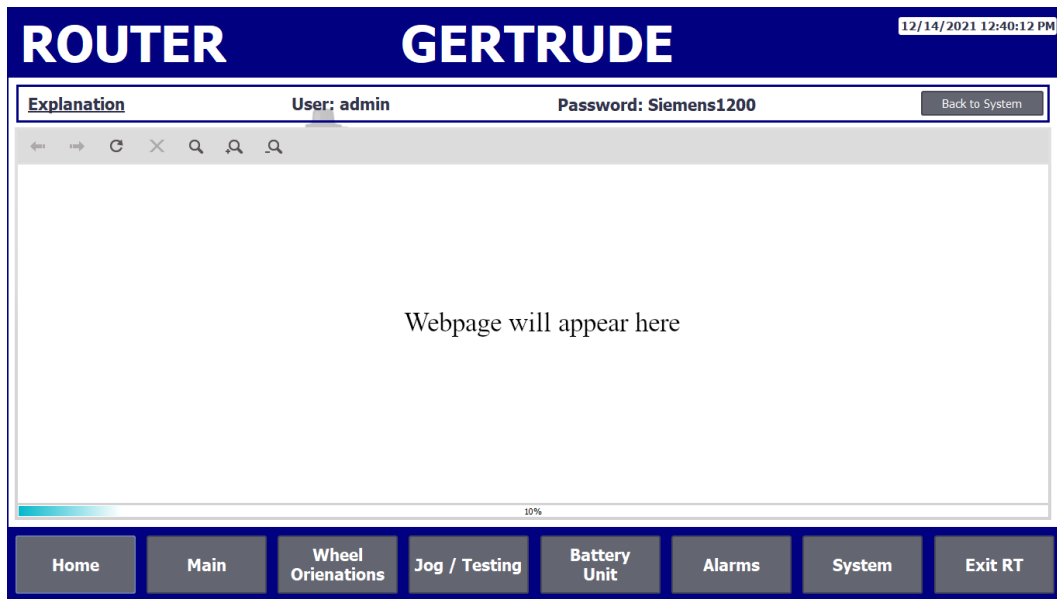 ROUTER GERTRUDE 12/14/2021 12:40:12 PM
Explanation User: admin Password: Siemens1200 Back to System
Webpage will appear here
10%
Home Main Wheel Orienations Jog / Testing Battery Unit Alarms System Exit RT